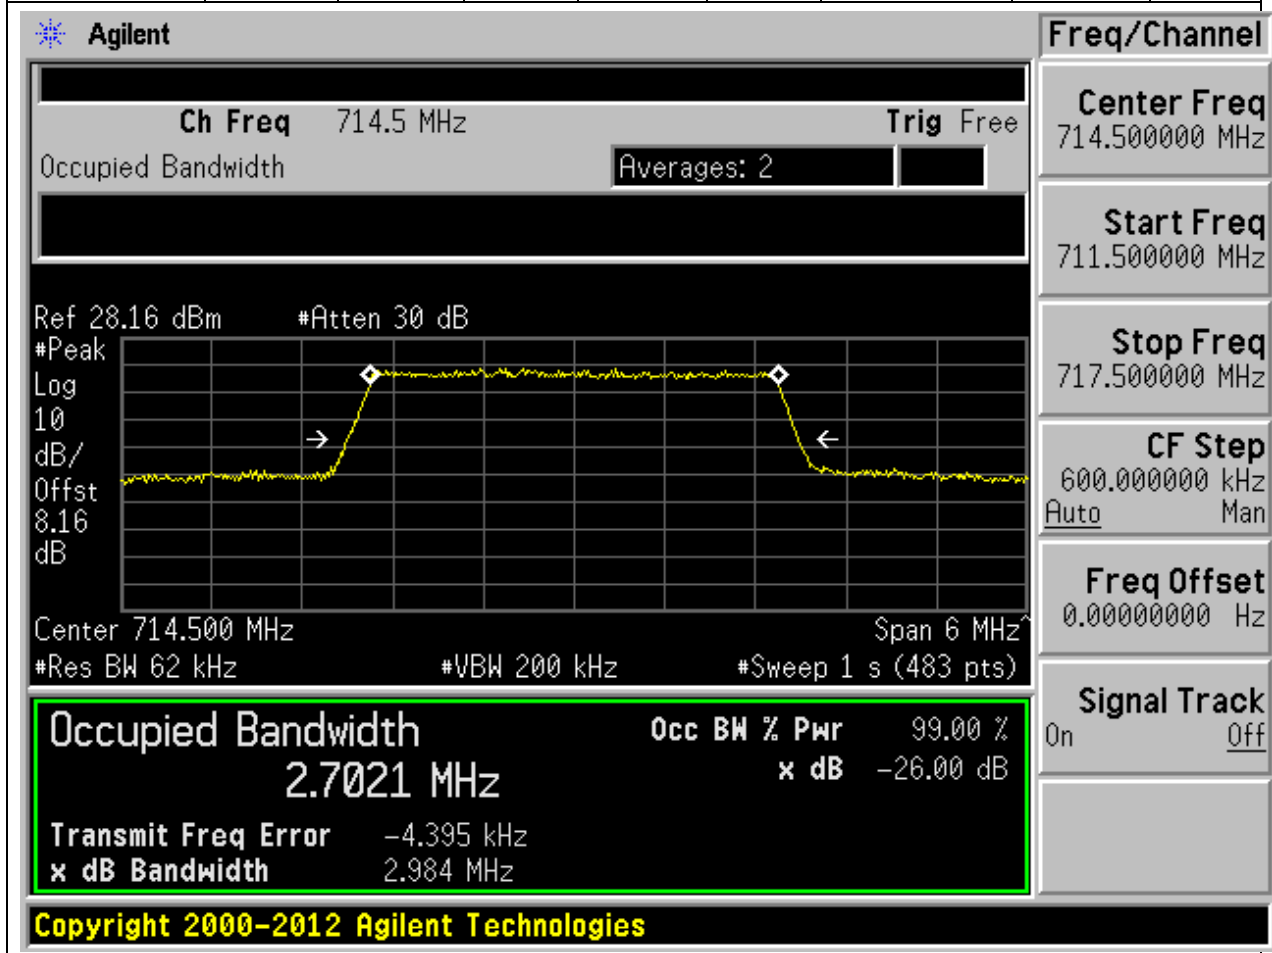 Agilent
Freq/Channel
Ch Freq 714.5 MHz Trig Free
Occupied Bandwidth Averages: 2
Center Freq
714.500000 MHz
Start Freq
711.500000 MHz
Stop Freq
717.500000 MHz
CF Step
600.000000 kHz
Auto Man
Freq Offset
0.00000000 Hz
Signal Track
On Off
Ref 28.16 dBm #Atten 30 dB
#Peak
Log
10
dB/
Offst
8.16
dB
Center 714.500 MHz Span 6 MHz^
#Res BW 62 kHz #VBW 200 kHz #Sweep 1 s (483 pts)
Occupied Bandwidth Occ BW % Pwr 99.00 %
2.7021 MHz x dB -26.00 dB
Transmit Freq Error -4.395 kHz
x dB Bandwidth 2.984 MHz
Copyright 2000-2012 Agilent Technologies